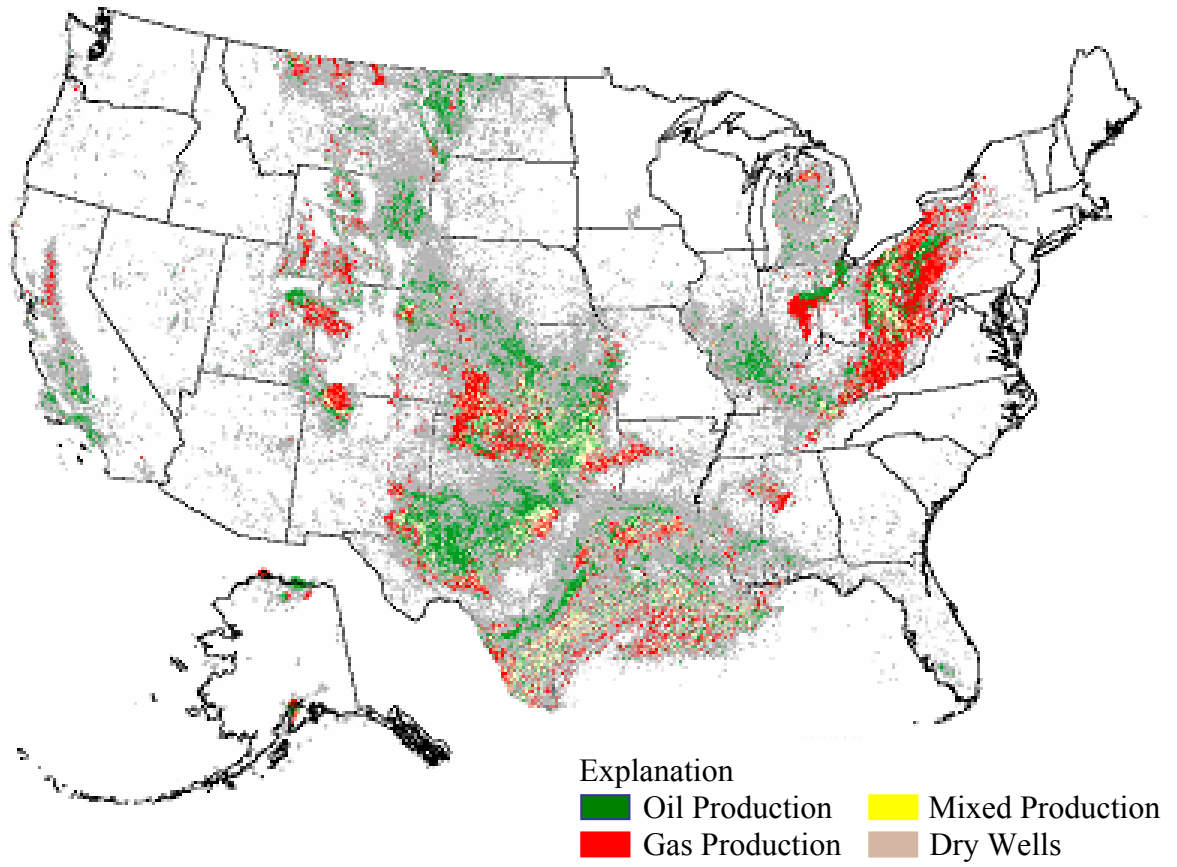 Explanation
Oil Production
Mixed Production
Gas Production
Dry Wells